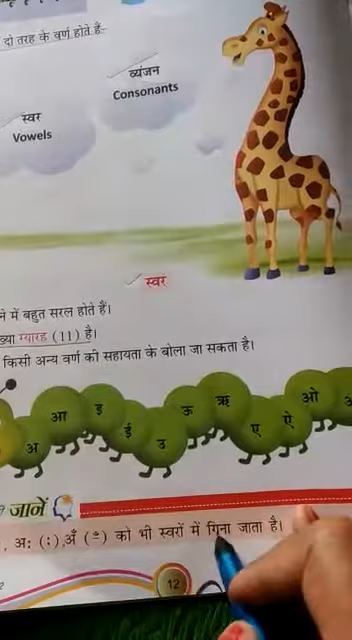 दो तरह के वर्ण होते हैं-
व्यंजन
Consonants
स्वर
Vowels
स्वर
ने में बहुत सरल होते हैं।
ख्या ग्यारह (11) है।
किसी अन्य वर्ण की सहायता के बोला जा सकता है।
अ आ इ ई उ ऊ ऋ ए ऐ ओ
जानें
, अः (ः), अँ (ँ) को भी स्वरों में गिना जाता है।
12